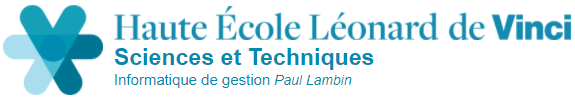 Haute École Léonard de Vinci
Sciences et Techniques
Informatique de gestion Paul Lambin